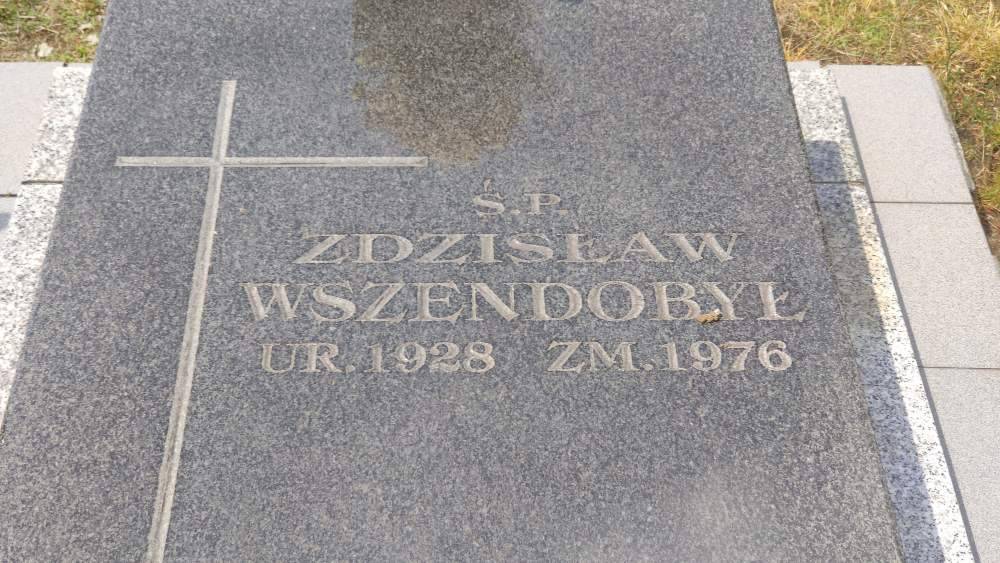 Ś.P.
ZDZISŁAW
WSZENDOBYŁ
UR. 1928 ZM. 1976